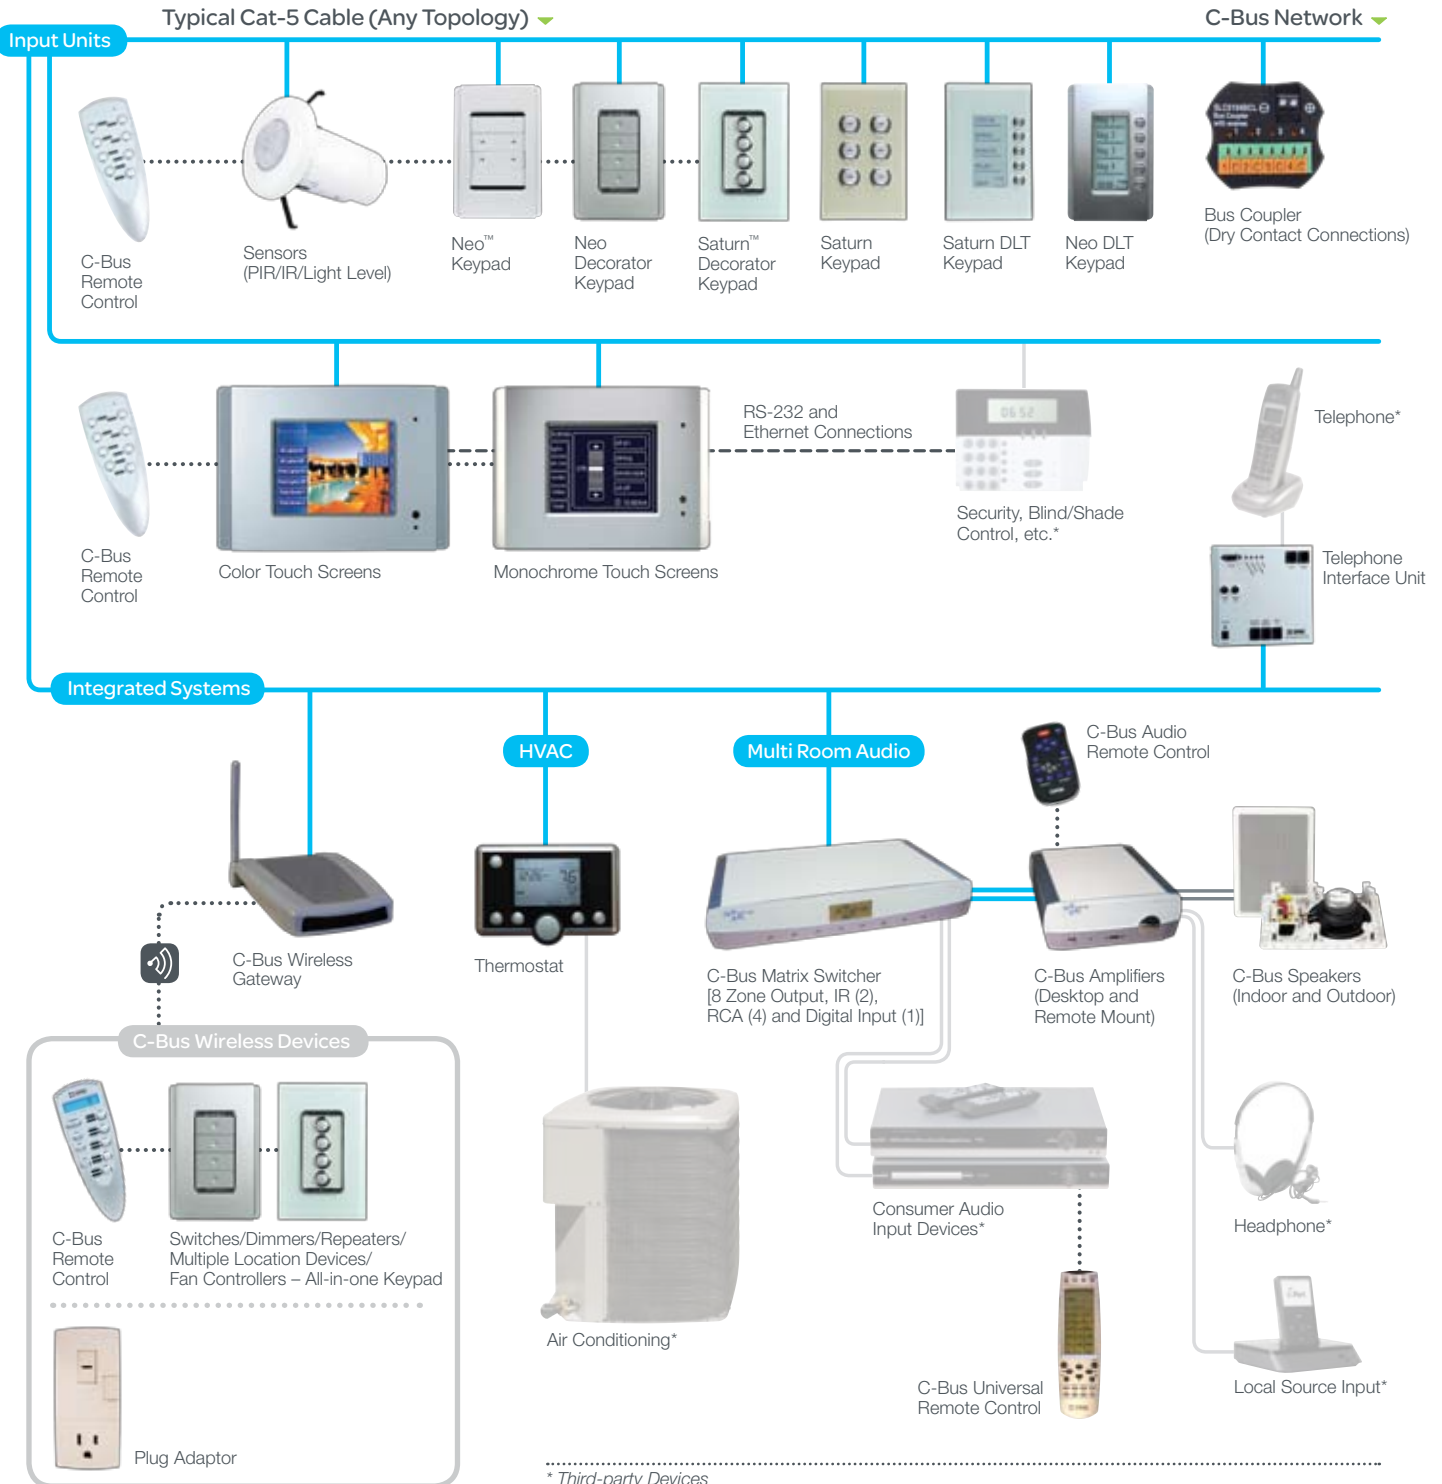 Typical Cat-5 Cable (Any Topology)
C-Bus Network
Input Units
C-Bus
Remote
Control
Sensors
(PIR/IR/Light Level)
Neo™
Keypad
Neo
Decorator
Keypad
Saturn™
Decorator
Keypad
Saturn
Keypad
Saturn DLT
Keypad
Neo DLT
Keypad
Bus Coupler
(Dry Contact Connections)
C-Bus
Remote
Control
Color Touch Screens
Monochrome Touch Screens
RS-232 and
Ethernet Connections
06 52
Security, Blind/Shade
Control, etc.*
Telephone*
Telephone
Interface Unit
Integrated Systems
HVAC
Multi Room Audio
C-Bus Audio
Remote Control
C-Bus Wireless
Gateway
Thermostat
C-Bus Matrix Switcher
[8 Zone Output, IR (2),
RCA (4) and Digital Input (1)]
C-Bus Amplifiers
(Desktop and
Remote Mount)
C-Bus Speakers
(Indoor and Outdoor)
C-Bus Wireless Devices
C-Bus
Remote
Control
Switches/Dimmers/Repeaters/
Multiple Location Devices/
Fan Controllers – All-in-one Keypad
Plug Adaptor
Air Conditioning*
Consumer Audio
Input Devices*
C-Bus Universal
Remote Control
Headphone*
Local Source Input*
* Third-party Devices